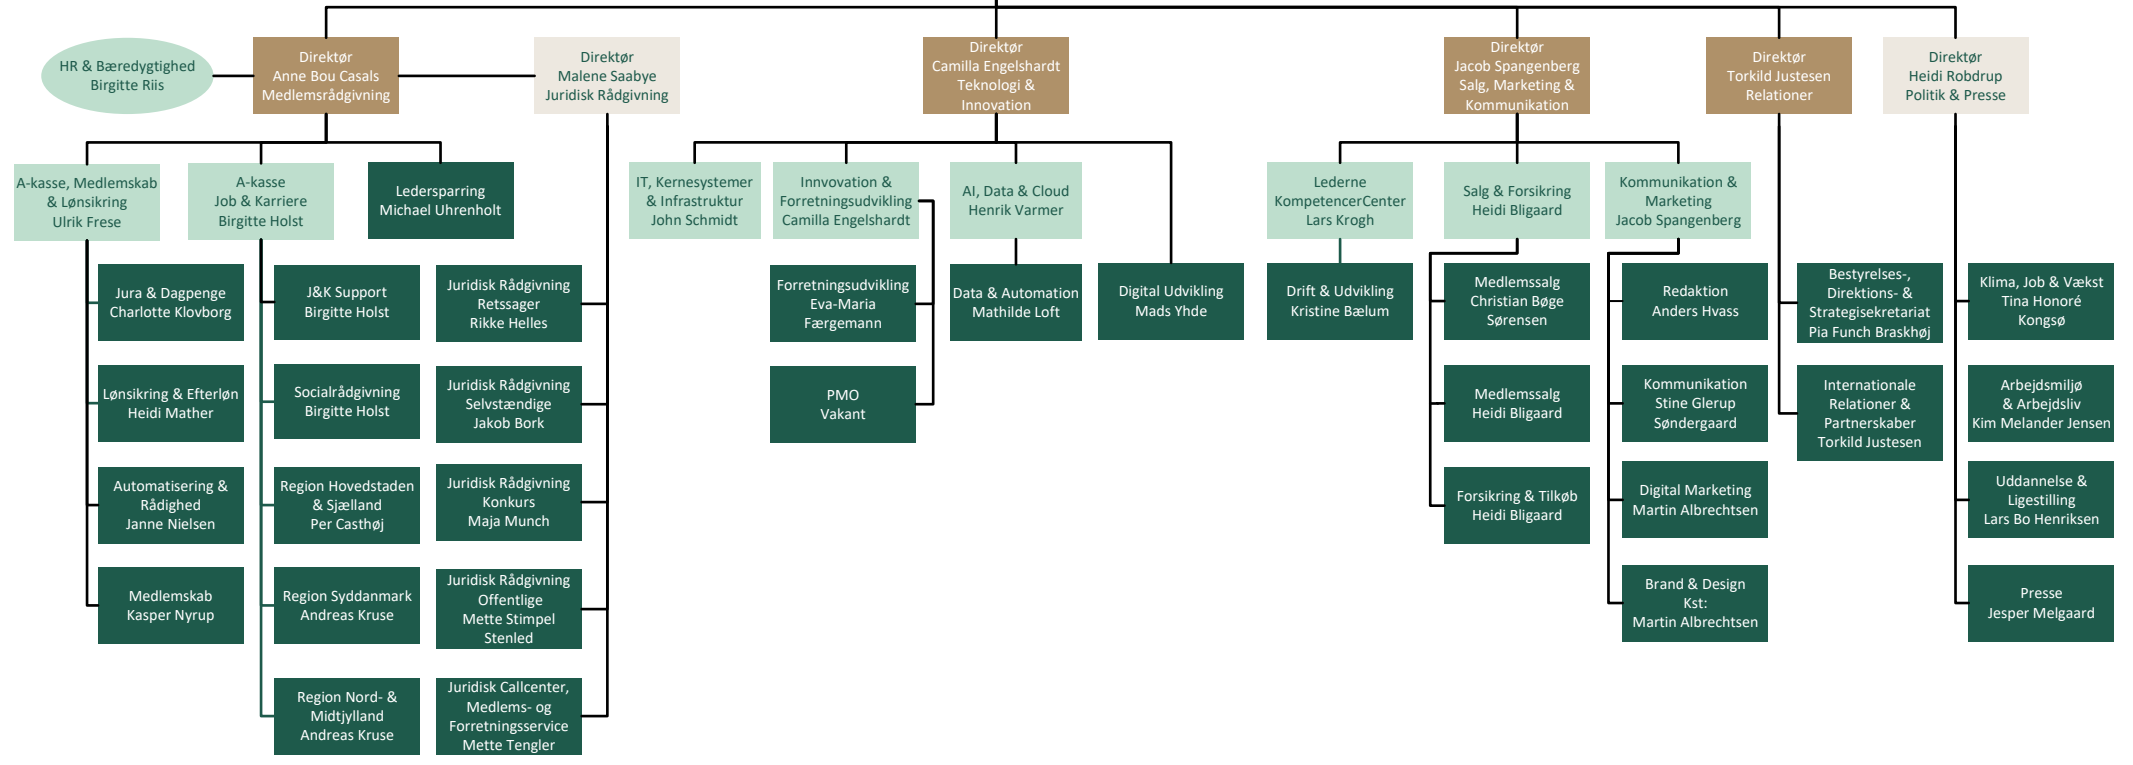 HR & Bæredygtighed
Birgitte Riis
Direktør
Anne Bou Casals
Medlemsrådgivning
Direktør
Malene Saabye
Juridisk Rådgivning
Direktør
Camilla Engelshardt
Teknologi &
Innovation
Direktør
Jacob Spangenberg
Salg, Marketing &
Kommunikation
Direktør
Torkild Justesen
Relationer
Direktør
Heidi Robdrup
Politik & Presse
A-kasse, Medlemskab
& Lønsikring
Ulrik Frese
A-kasse
Job & Karriere
Birgitte Holst
Ledersparring
Michael Uhrenholt
IT, Kernesystemer
& Infrastruktur
John Schmidt
Innvovation &
Forretningsudvikling
Camilla Engelshardt
AI, Data & Cloud
Henrik Varmer
Lederne
KompetencerCenter
Lars Krogh
Salg & Forsikring
Heidi Bligaard
Kommunikation &
Marketing
Jacob Spangenberg
Jura & Dagpenge
Charlotte Klovborg
J&K Support
Birgitte Holst
Juridisk Rådgivning
Retssager
Rikke Helles
Forretningsudvikling
Eva-Maria
Færgemann
Data & Automation
Mathilde Loft
Digital Udvikling
Mads Yhde
Drift & Udvikling
Kristine Bælum
Medlemssalg
Christian Bøge
Sørensen
Redaktion
Anders Hvass
Bestyrelses-,
Direktions- &
Strategisekretariat
Pia Funch Braskhøj
Klima, Job & Vækst
Tina Honoré
Kongsø
Lønsikring & Efterløn
Heidi Mather
Socialrådgivning
Birgitte Holst
Juridisk Rådgivning
Selvstændige
Jakob Bork
PMO
Vakant
Medlemssalg
Heidi Bligaard
Kommunikation
Stine Glerup
Søndergaard
Internationale
Relationer &
Partnerskaber
Torkild Justesen
Arbejdsmiljø
& Arbejdsliv
Kim Melander Jensen
Automatisering &
Rådighed
Janne Nielsen
Region Hovedstaden
& Sjælland
Per Casthøj
Juridisk Rådgivning
Konkurs
Maja Munch
Forsikring & Tilkøb
Heidi Bligaard
Digital Marketing
Martin Albrechtsen
Uddannelse &
Ligestilling
Lars Bo Henriksen
Medlemskab
Kasper Nyrup
Region Syddanmark
Andreas Kruse
Juridisk Rådgivning
Offentlige
Mette Stimpel
Stenled
Brand & Design
Kst:
Martin Albrechtsen
Presse
Jesper Melgaard
Region Nord- &
Midtjylland
Andreas Kruse
Juridisk Callcenter,
Medlems- og
Forretningsservice
Mette Tengler